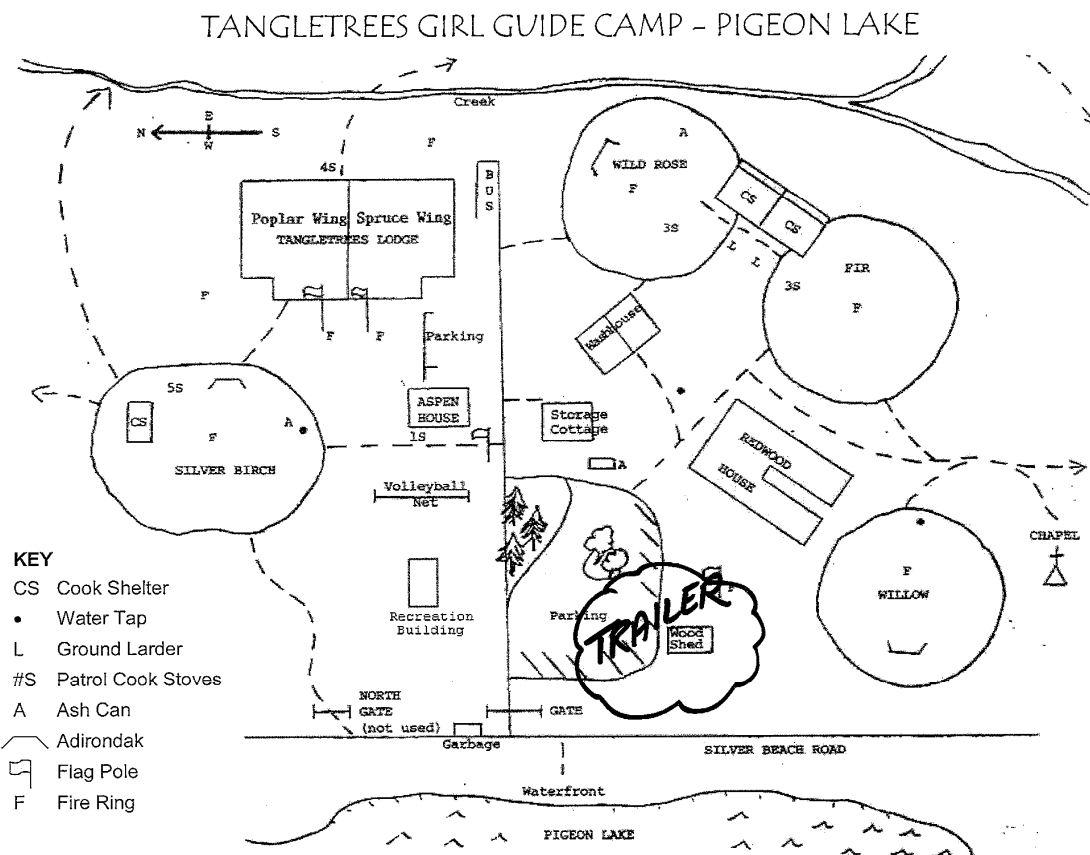 TANGLETREES GIRL GUIDE CAMP – PIGEON LAKE
Creek
E
N S
W
F
A
WILD ROSE
F
3S
4S
BUS
Poplar Wing Spruce Wing
TANGLETREES LODGE
CS
CS
L
L
FIR
3S
F
F
F F
Parking
Washhouse
5S
CS
A
F
SILVER BIRCH
ASPEN
HOUSE
1S
Storage
Cottage
A
REDWOOD
HOUSE
Volleyball
Net
CHAPEL
F
WILLOW
Recreation
Building
Parking
TRAILER
Wood
Shed
NORTH
GATE
(not used)
GATE
Garbage
SILVER BEACH ROAD
Waterfront
PIGEON LAKE
KEY
CS Cook Shelter
• Water Tap
L Ground Larder
#S Patrol Cook Stoves
A Ash Can
Adirondak
Flag Pole
F Fire Ring